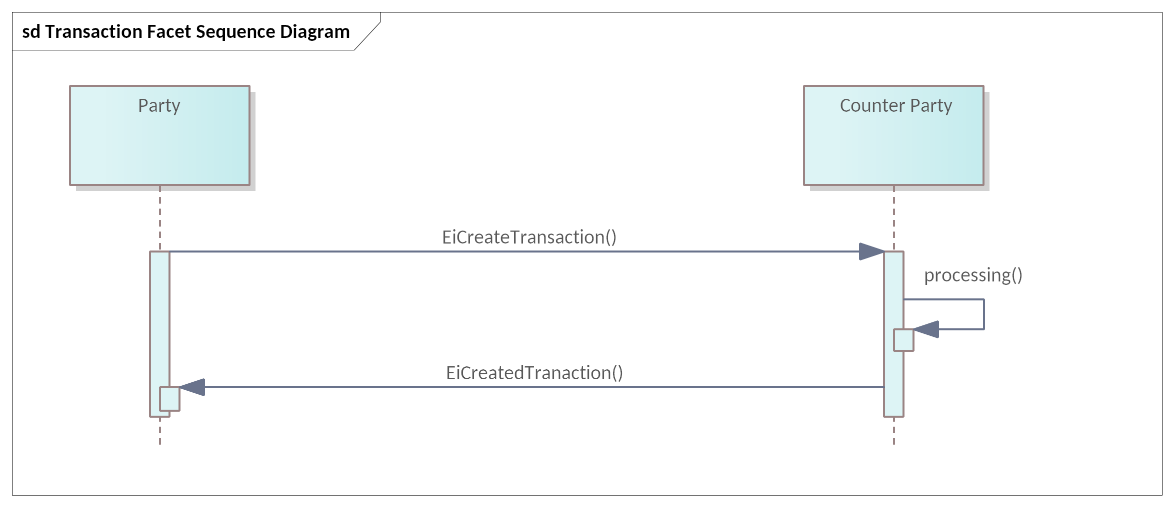 sd Transaction Facet Sequence Diagram
Party
Counter Party
EiCreateTransaction()
processing()
EiCreatedTranaction()